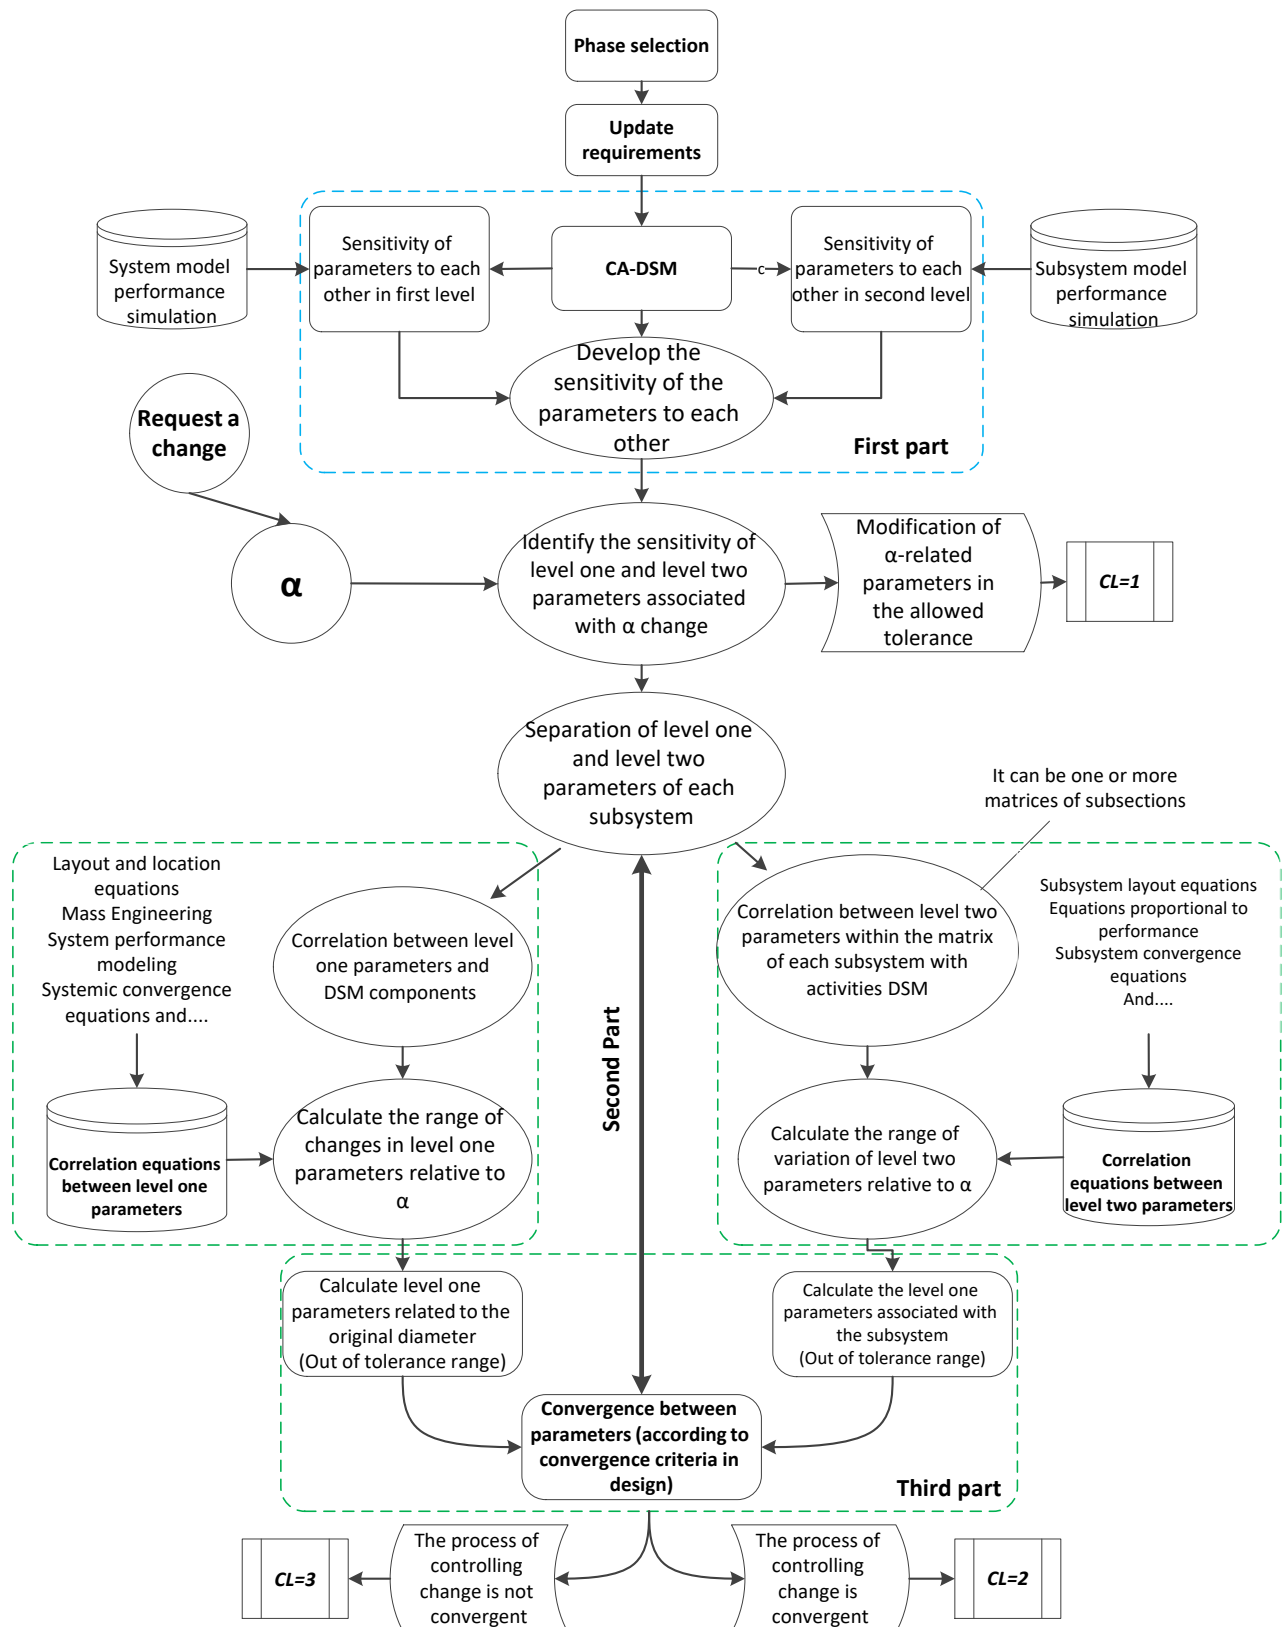 Phase selection
Update
requirements
Sensitivity of
parameters to each
other in first level
CA-DSM
c
Sensitivity of
parameters to each
other in second level
System model
performance
simulation
Subsystem model
performance
simulation
Develop the
sensitivity of the
parameters to each
other
First part
Request a
change
α
Identify the sensitivity of
level one and level two
parameters associated
with α change
Modification of
α-related
parameters in
the allowed
tolerance
CL=1
Separation of level one
and level two
parameters of each
subsystem
It can be one or more
matrices of subsections
Layout and location
equations
Mass Engineering
System performance
modeling
Systemic convergence
equations and....
Correlation between level
one parameters and
DSM components
Second Part
Correlation between level two
parameters within the matrix
of each subsystem with
activities DSM
Subsystem layout equations
Equations proportional to
performance
Subsystem convergence
equations
And....
Correlation equations
between level one
parameters
Calculate the range of
changes in level one
parameters relative to
α
Calculate the range of
variation of level two
parameters relative to α
Correlation
equations between
level two parameters
Calculate level one
parameters related to the
original diameter
(Out of tolerance range)
Calculate the level one
parameters associated with
the subsystem
(Out of tolerance range)
Convergence between
parameters (according to
convergence criteria in
design)
Third part
CL=3
The process of
controlling
change is not
convergent
The process of
controlling
change is
convergent
CL=2